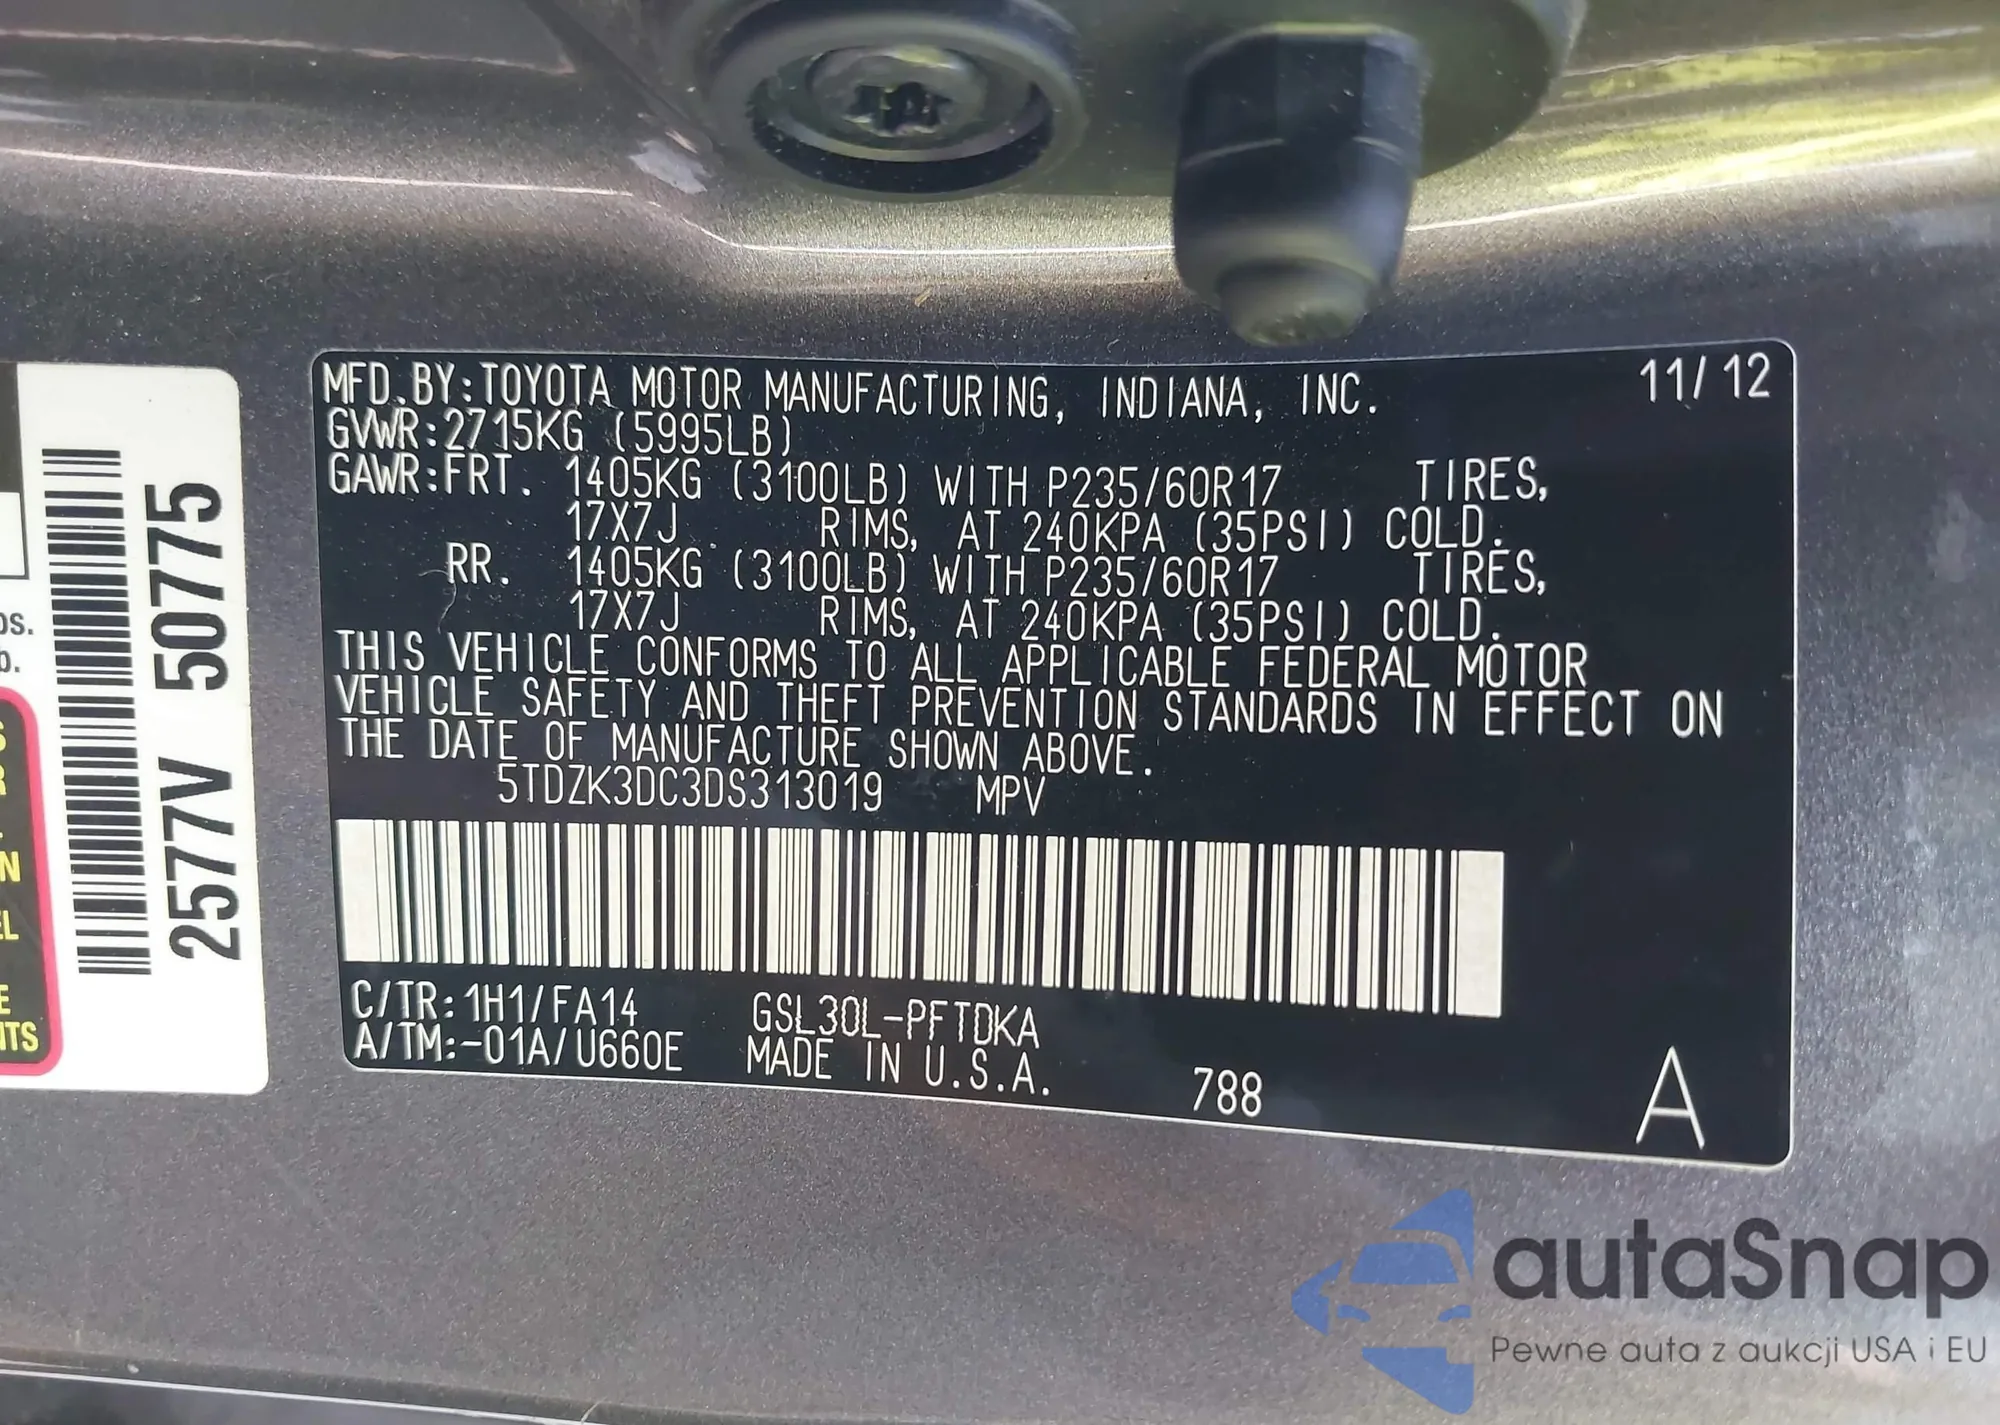 MFD.BY:TOYOTA MOTOR MANUFACTURING, INDIANA, INC. 11/12
GVWR:2715KG (5995LB)
GAWR:FRT. 1405KG (3100LB) WITH P235/60R17 TIRES,
17X7J RIMS, AT 240KPA (35PSI) COLD.
RR. 1405KG (3100LB) WITH P235/60R17 TIRES,
17X7J RIMS, AT 240KPA (35PSI) COLD.
THIS VEHICLE CONFORMS TO ALL APPLICABLE FEDERAL MOTOR
VEHICLE SAFETY AND THEFT PREVENTION STANDARDS IN EFFECT ON
THE DATE OF MANUFACTURE SHOWN ABOVE.
5TDZK3DC3DS313019 MPV
C/TR:1H1/FA14 GSL30L-PFTDKA
A/TM:-01A/U660E MADE IN U.S.A. 788 A
2577V 50775
autaSnap
Pewne auta z aukcji USA i EU